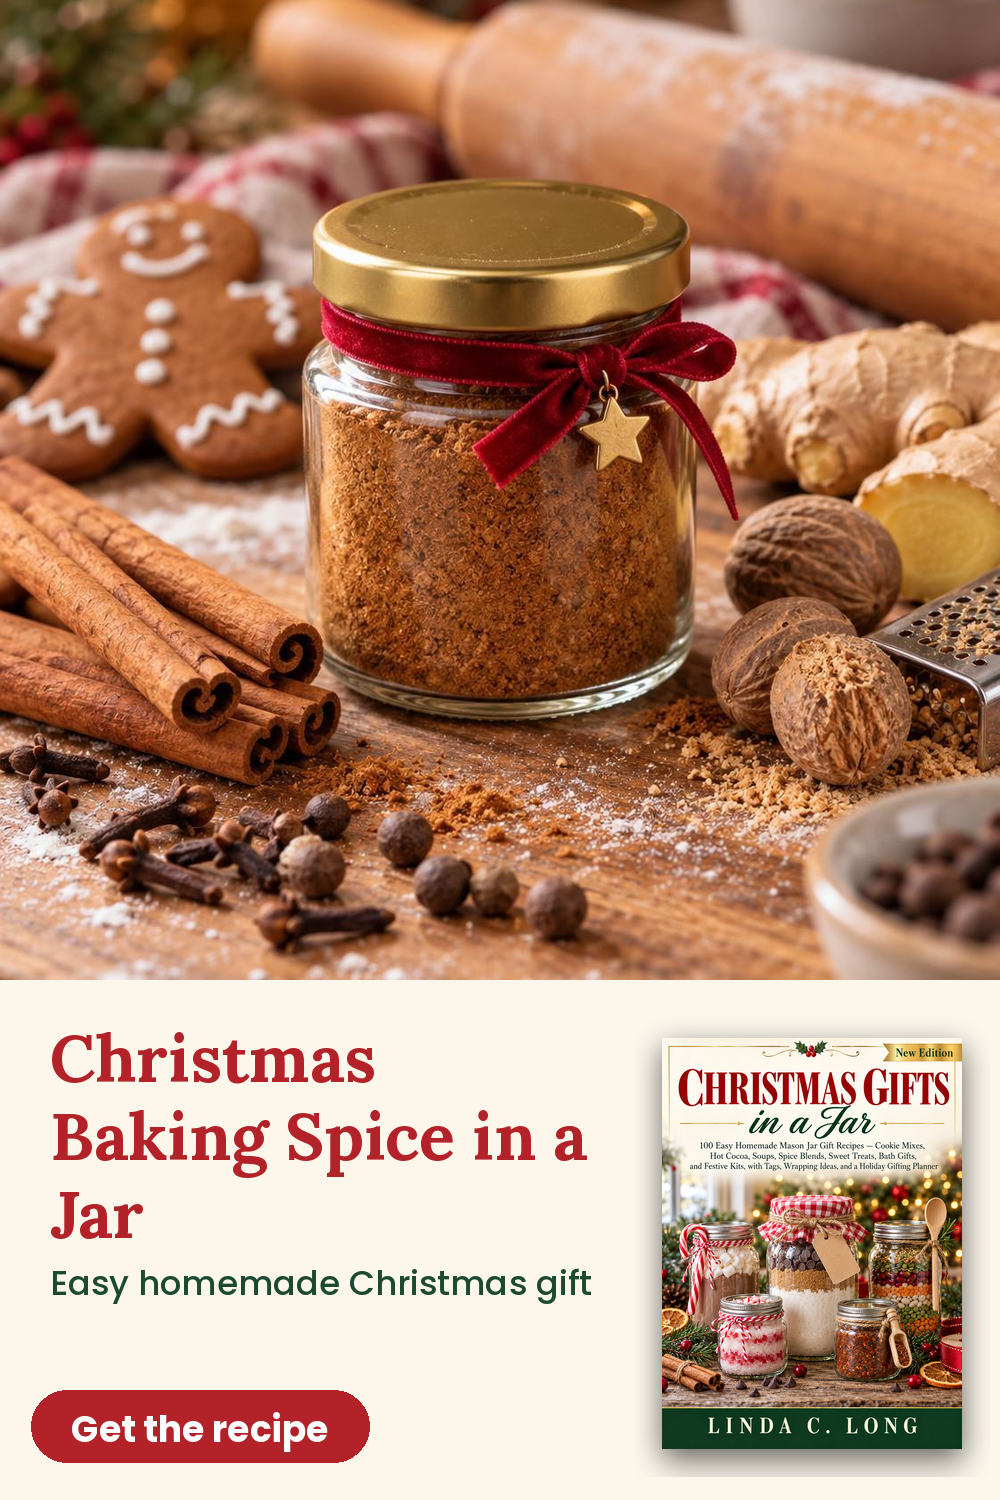 Christmas
Baking Spice in a
Jar
Easy homemade Christmas gift
Get the recipe
New Edition
CHRISTMAS GIFTS
in a Jar
100 Easy Homemade Mason Jar Gift Recipes — Cookie Mixes,
Hot Cocoa, Soups, Spice Blends, Sweet Treats, Bath Gifts,
and Festive Kits, with Tags, Wrapping Ideas, and a Holiday Gifting Planner
LINDA C. LONG